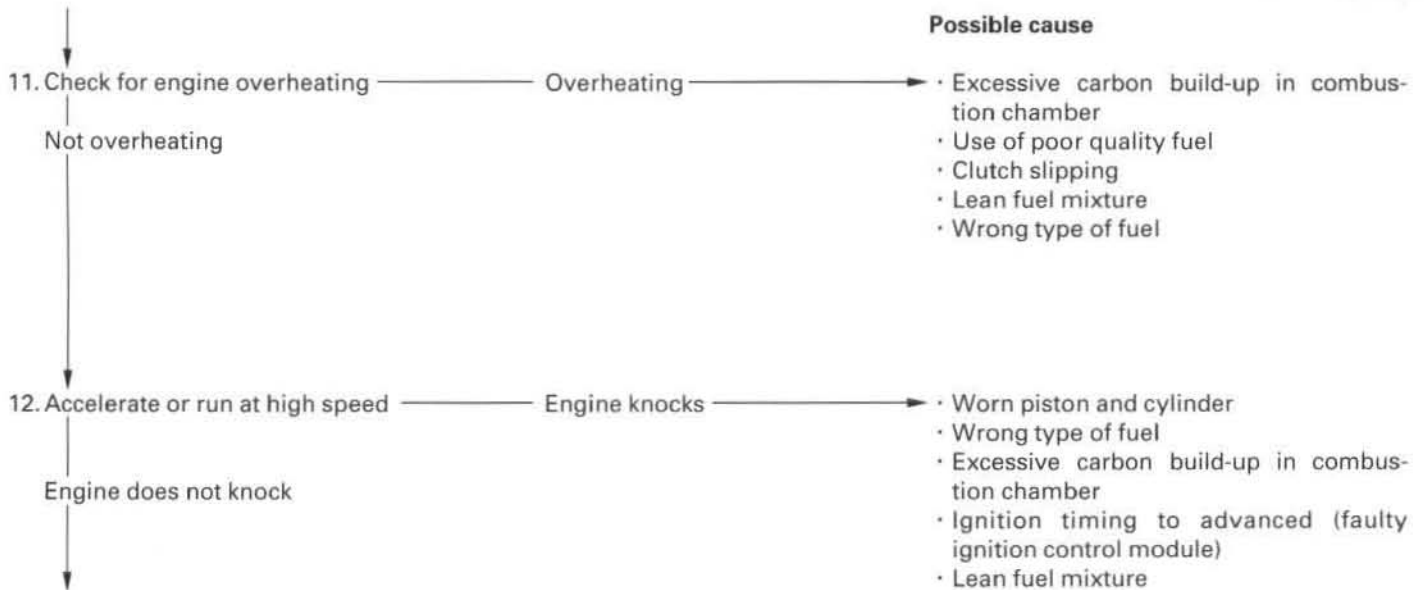 Possible cause
11. Check for engine overheating Overheating · Excessive carbon build-up in combus-
tion chamber
Not overheating · Use of poor quality fuel
· Clutch slipping
· Lean fuel mixture
· Wrong type of fuel
12. Accelerate or run at high speed Engine knocks · Worn piston and cylinder
· Wrong type of fuel
· Excessive carbon build-up in combus-
Engine does not knock tion chamber
· Ignition timing to advanced (faulty
ignition control module)
· Lean fuel mixture